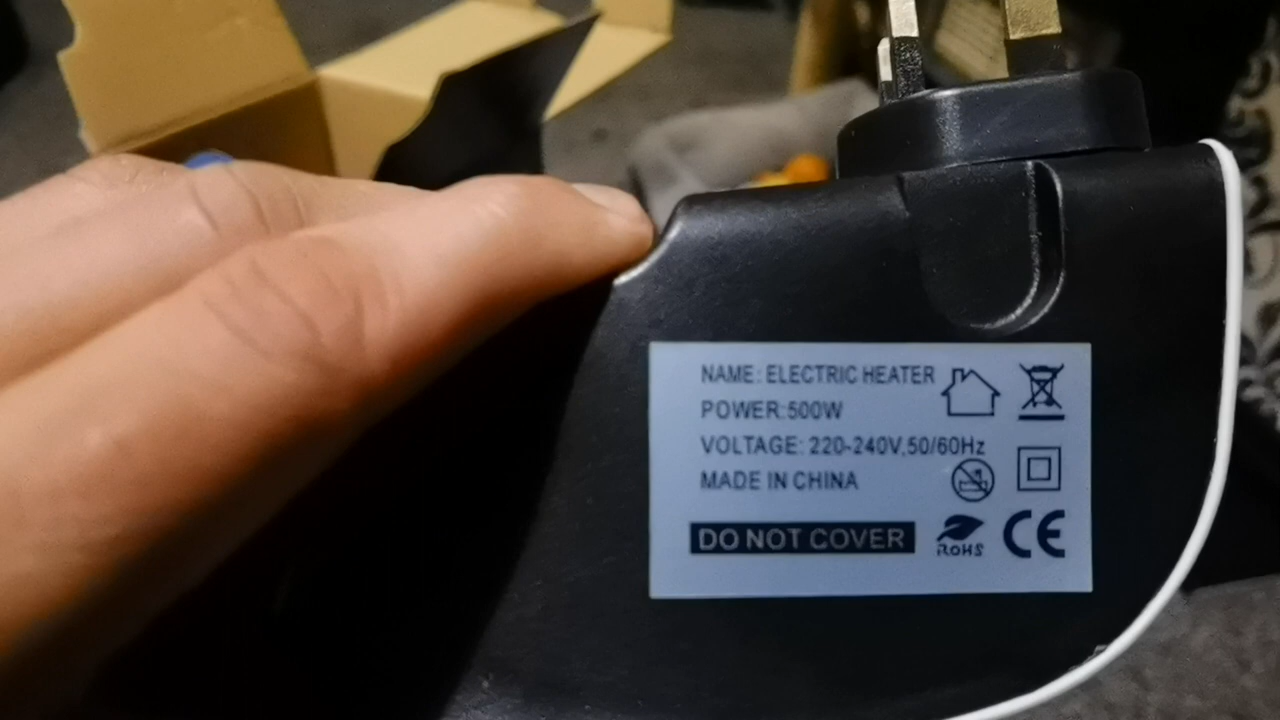 NAME: ELECTRIC HEATER
POWER:500W
VOLTAGE: 220-240V,50/60Hz
MADE IN CHINA
DO NOT COVER
RoHS
CE